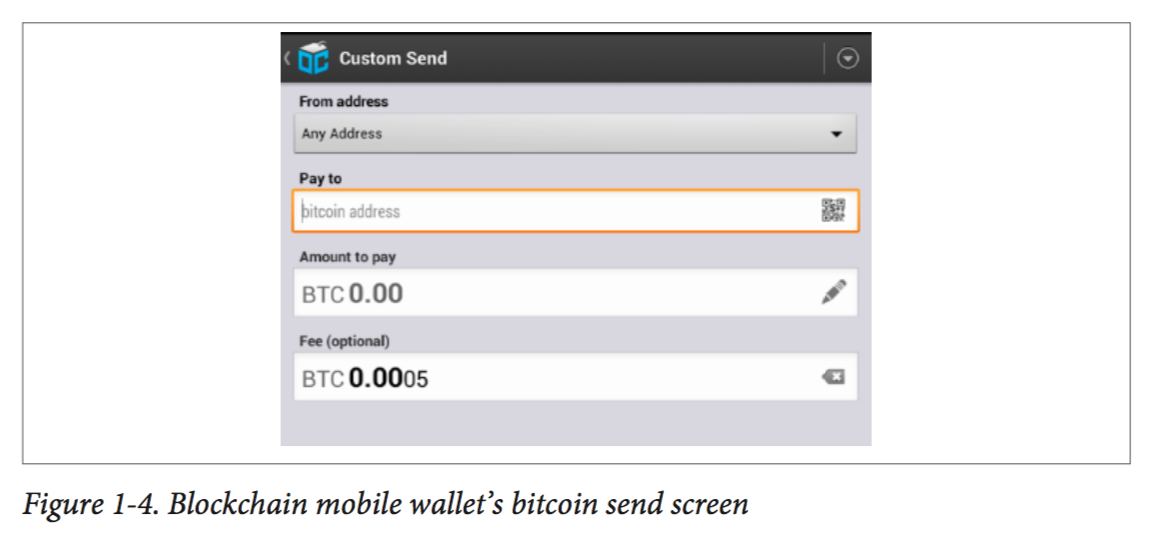 Custom Send
From address
Any Address
Pay to
bitcoin address
Amount to pay
BTC 0.00
Fee (optional)
BTC 0.0005
Figure 1-4. Blockchain mobile wallet’s bitcoin send screen